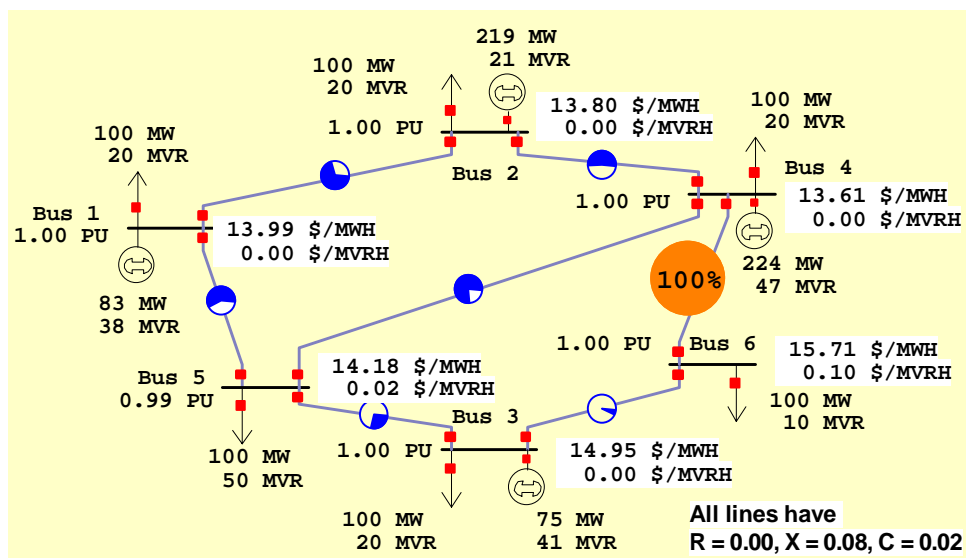 219 MW
21 MVR
100 MW
20 MVR
13.80 $/MWH
0.00 $/MVRH
100 MW
20 MVR
1.00 PU
Bus 2
100 MW
20 MVR
Bus 4
1.00 PU
13.61 $/MWH
0.00 $/MVRH
Bus 1
1.00 PU
13.99 $/MWH
0.00 $/MVRH
224 MW
47 MVR
100%
83 MW
38 MVR
1.00 PU
Bus 6
15.71 $/MWH
0.10 $/MVRH
Bus 5
0.99 PU
14.18 $/MWH
0.02 $/MVRH
100 MW
10 MVR
Bus 3
1.00 PU
14.95 $/MWH
0.00 $/MVRH
100 MW
50 MVR
100 MW
20 MVR
75 MW
41 MVR
All lines have
R = 0.00, X = 0.08, C = 0.02